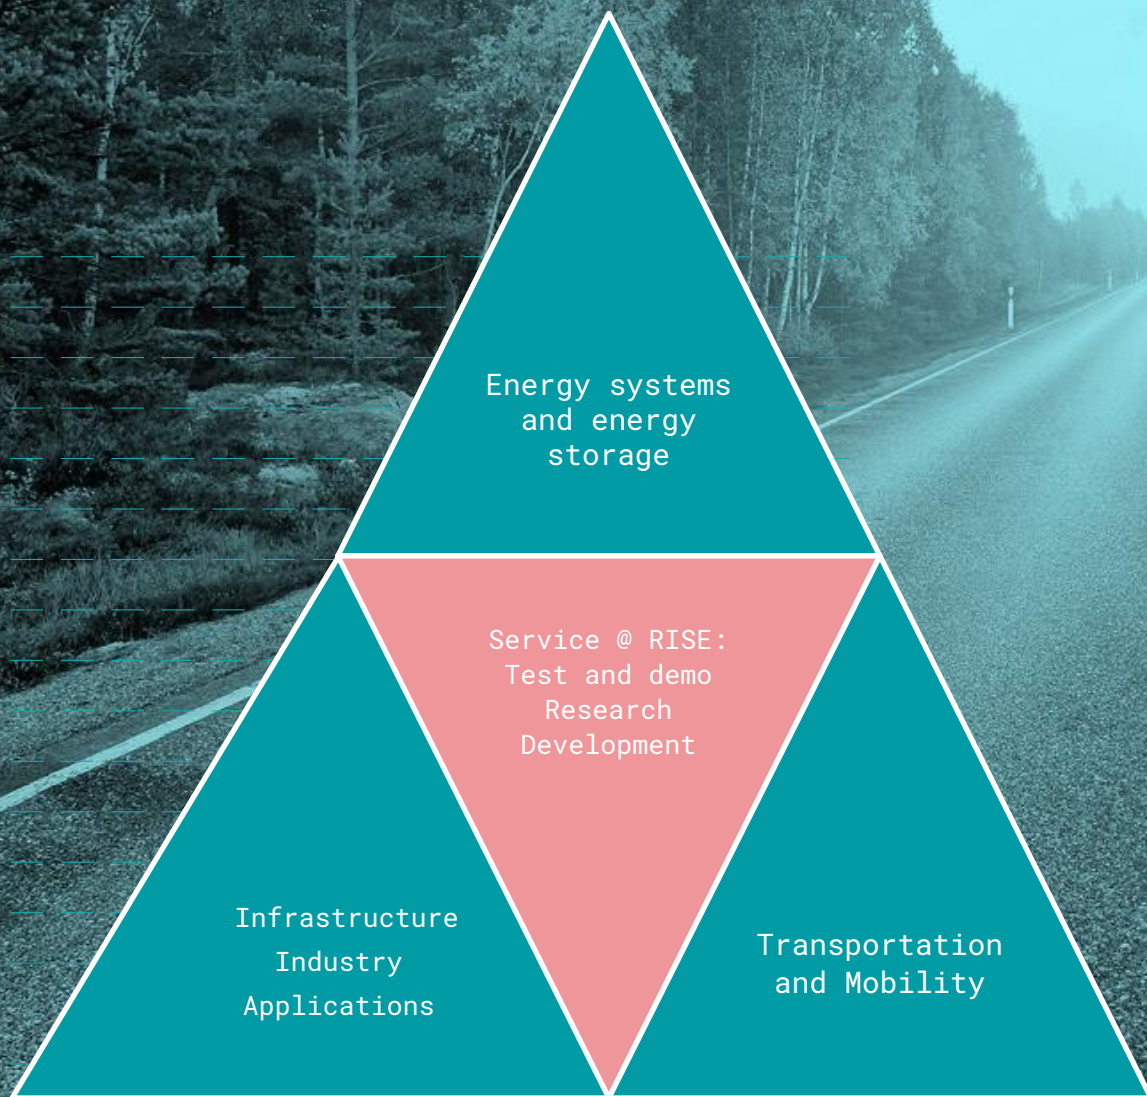 Energy systems
and energy
storage
Service @ RISE:
Test and demo
Research
Development
Infrastructure
Industry
Applications
Transportation
and Mobility